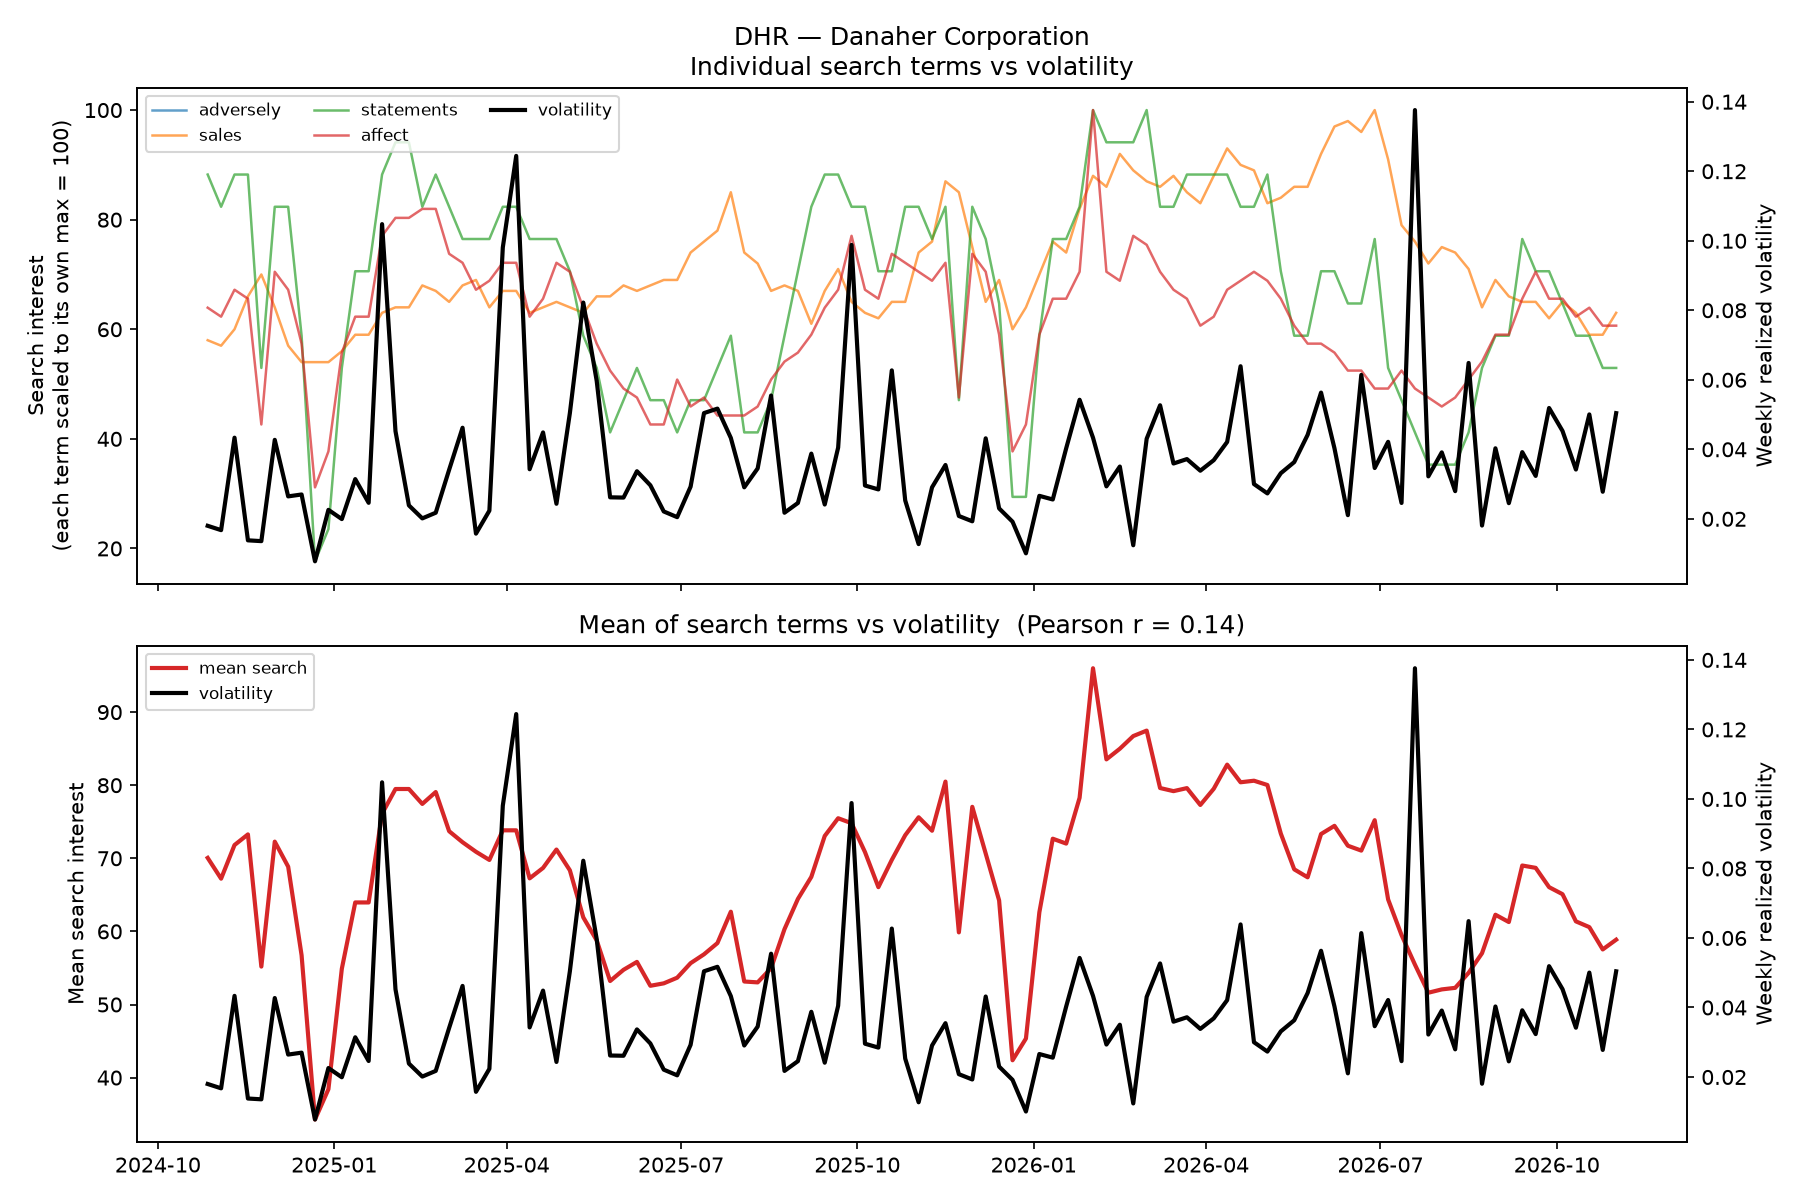 DHR — Danaher Corporation
Individual search terms vs volatility
adversely
sales
statements
affect
volatility
Search interest
(each term scaled to its own max = 100)
100
80
60
40
20
0.14
0.12
0.10
0.08
0.06
0.04
0.02
Weekly realized volatility
Mean of search terms vs volatility (Pearson r = 0.14)
mean search
volatility
Mean search interest
90
80
70
60
50
40
0.14
0.12
0.10
0.08
0.06
0.04
0.02
Weekly realized volatility
2024-10 2025-01 2025-04 2025-07 2025-10 2026-01 2026-04 2026-07 2026-10